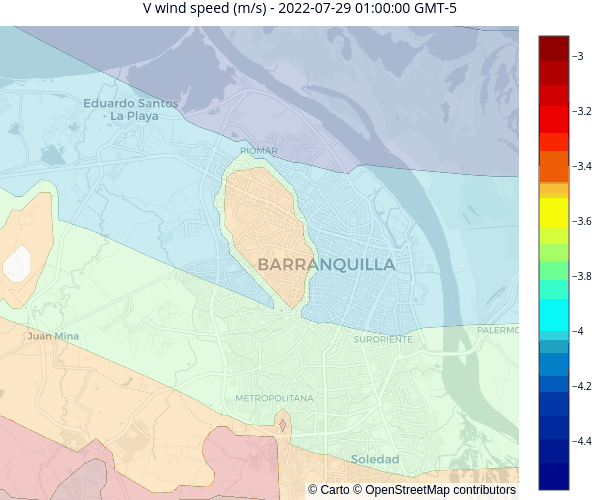 V wind speed (m/s) - 2022-07-29 01:00:00 GMT-5
−3
−3.2
−3.4
−3.6
−3.8
−4
−4.2
−4.4
Eduardo Santos
- La Playa
RIOMAR
BARRANQUILLA
Juan Mina
SURORIENTE
PALERMO
METROPOLITANA
Soledad
© Carto © OpenStreetMap contributors